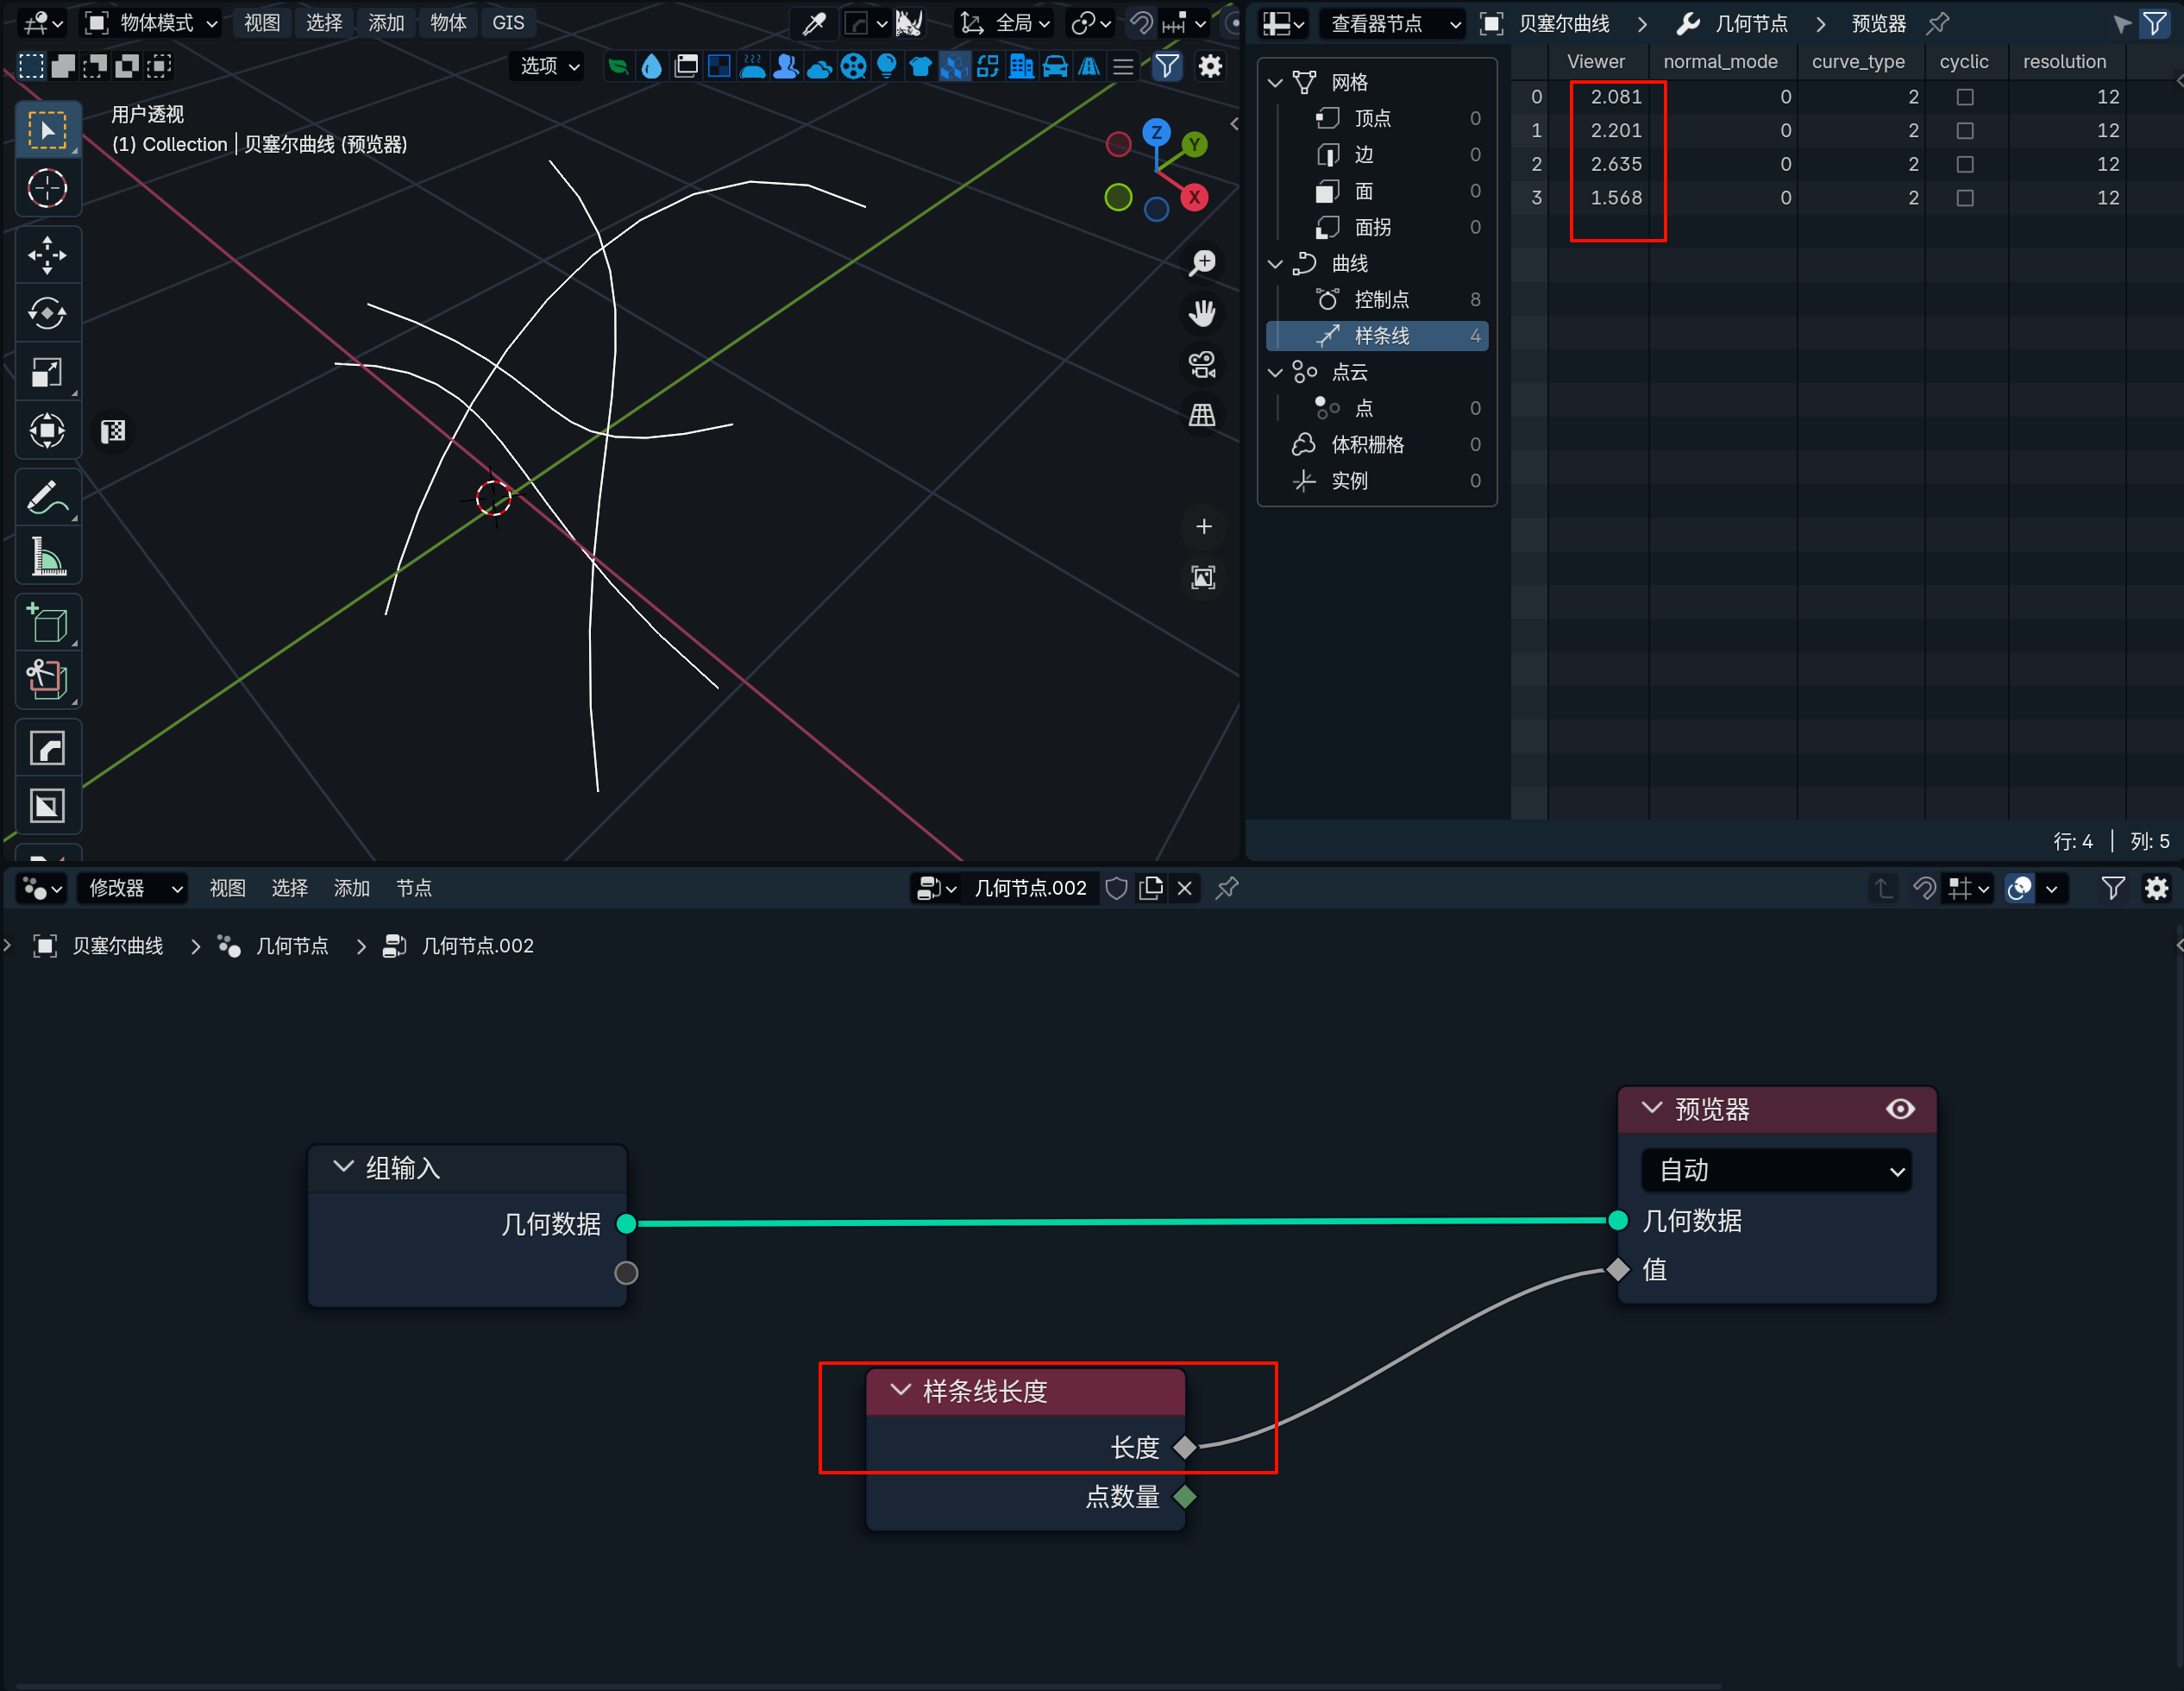 物体模式 视图 选择 添加 物体 GIS 全局
选项
用户透视
(1) Collection | 贝塞尔曲线 (预览器)
Z
Y
X
查看器节点 贝塞尔曲线 几何节点 预览器
网格
顶点 0
边 0
面 0
面拐 0
曲线
控制点 8
样条线 4
点云
点 0
体积栅格 0
实例 0
Viewer normal_mode curve_type cyclic resolution
0 2.081 0 2 12
1 2.201 0 2 12
2 2.635 0 2 12
3 1.568 0 2 12
行: 4 | 列: 5
修改器 视图 选择 添加 节点 几何节点.002
贝塞尔曲线 几何节点 几何节点.002
组输入
几何数据
预览器
自动
几何数据
值
样条线长度
长度
点数量